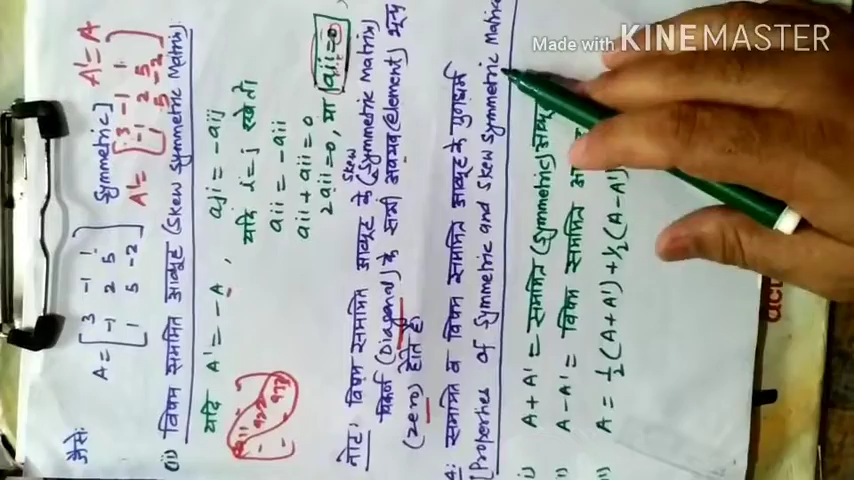 जैसे: A = [ 3 -1 1 Symmetric] A' = A
-1 2 5 A' = [ 3 -1 1
1 5 -2 ] -1 2 5
1 5 -2 ]
(ii) विषम सममित आव्यूह (Skew Symmetric Matrix):
यदि A' = -A, aji = -aij
यदि i=j रखें तो
aii = -aii
aii + aii = 0
2aii = 0, या aii = 0
नोट: विषम सममित आव्यूह के (Skew Symmetric Matrix)
विकर्ण (Diagonal) के सभी अवयव (element) शून्य
(zero) होते है
सममित व विषम सममित आव्यूह के गुणधर्म
[Properties of Symmetric and Skew Symmetric Matric
i) A + A' = सममित (Symmetric)
A - A' = विषम सममित
A = ½ (A + A') + ½ (A - A')
Made with KINEMASTER